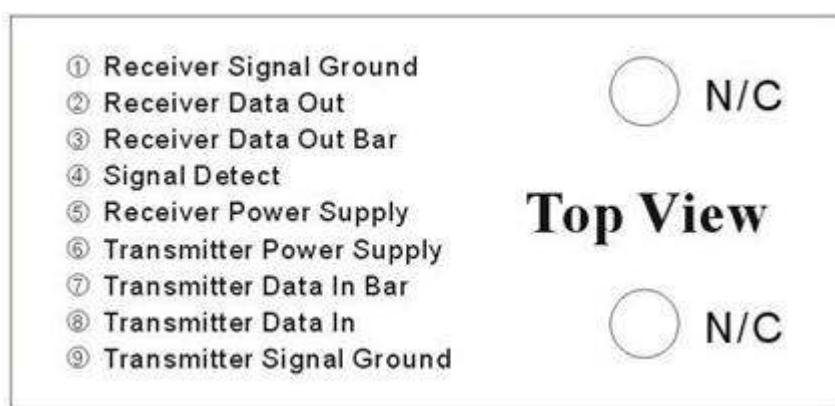 ① Receiver Signal Ground
② Receiver Data Out
③ Receiver Data Out Bar
④ Signal Detect
⑤ Receiver Power Supply
⑥ Transmitter Power Supply
⑦ Transmitter Data In Bar
⑧ Transmitter Data In
⑨ Transmitter Signal Ground
N/C
Top View
N/C